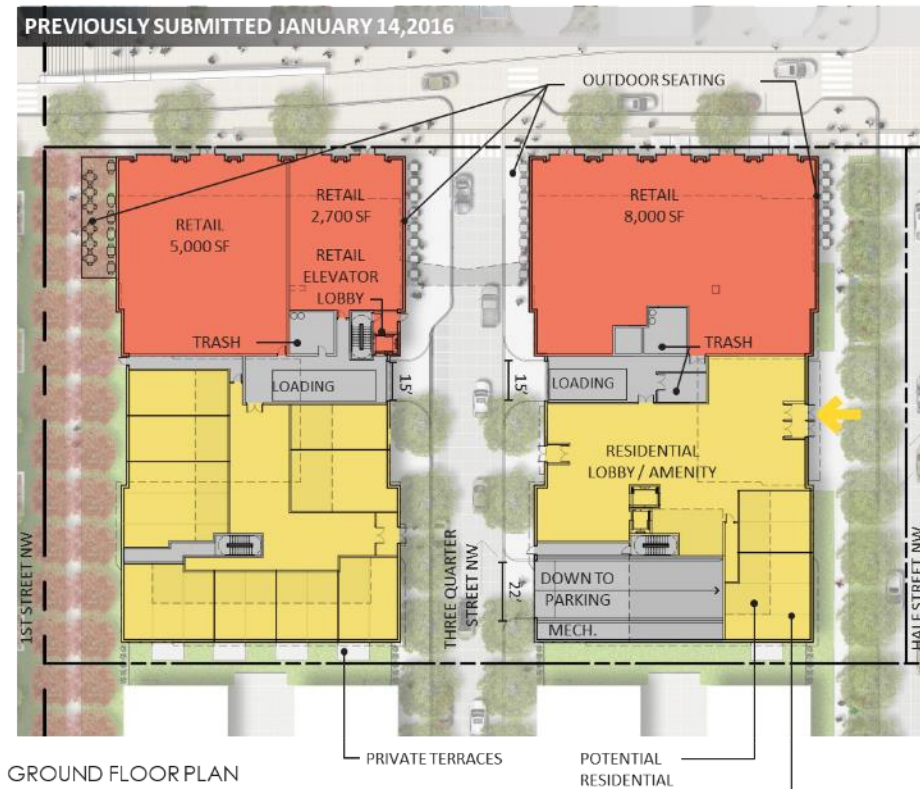 PREVIOUSLY SUBMITTED JANUARY 14,2016
OUTDOOR SEATING
RETAIL
5,000 SF
RETAIL
2,700 SF
RETAIL
ELEVATOR
LOBBY
RETAIL
8,000 SF
TRASH
TRASH
LOADING
15'
15'
LOADING
RESIDENTIAL
LOBBY / AMENITY
1ST STREET NW
THREE QUARTER
STREET NW
22'
DOWN TO
PARKING
MECH.
HALF STREET NW
PRIVATE TERRACES
POTENTIAL
RESIDENTIAL
GROUND FLOOR PLAN